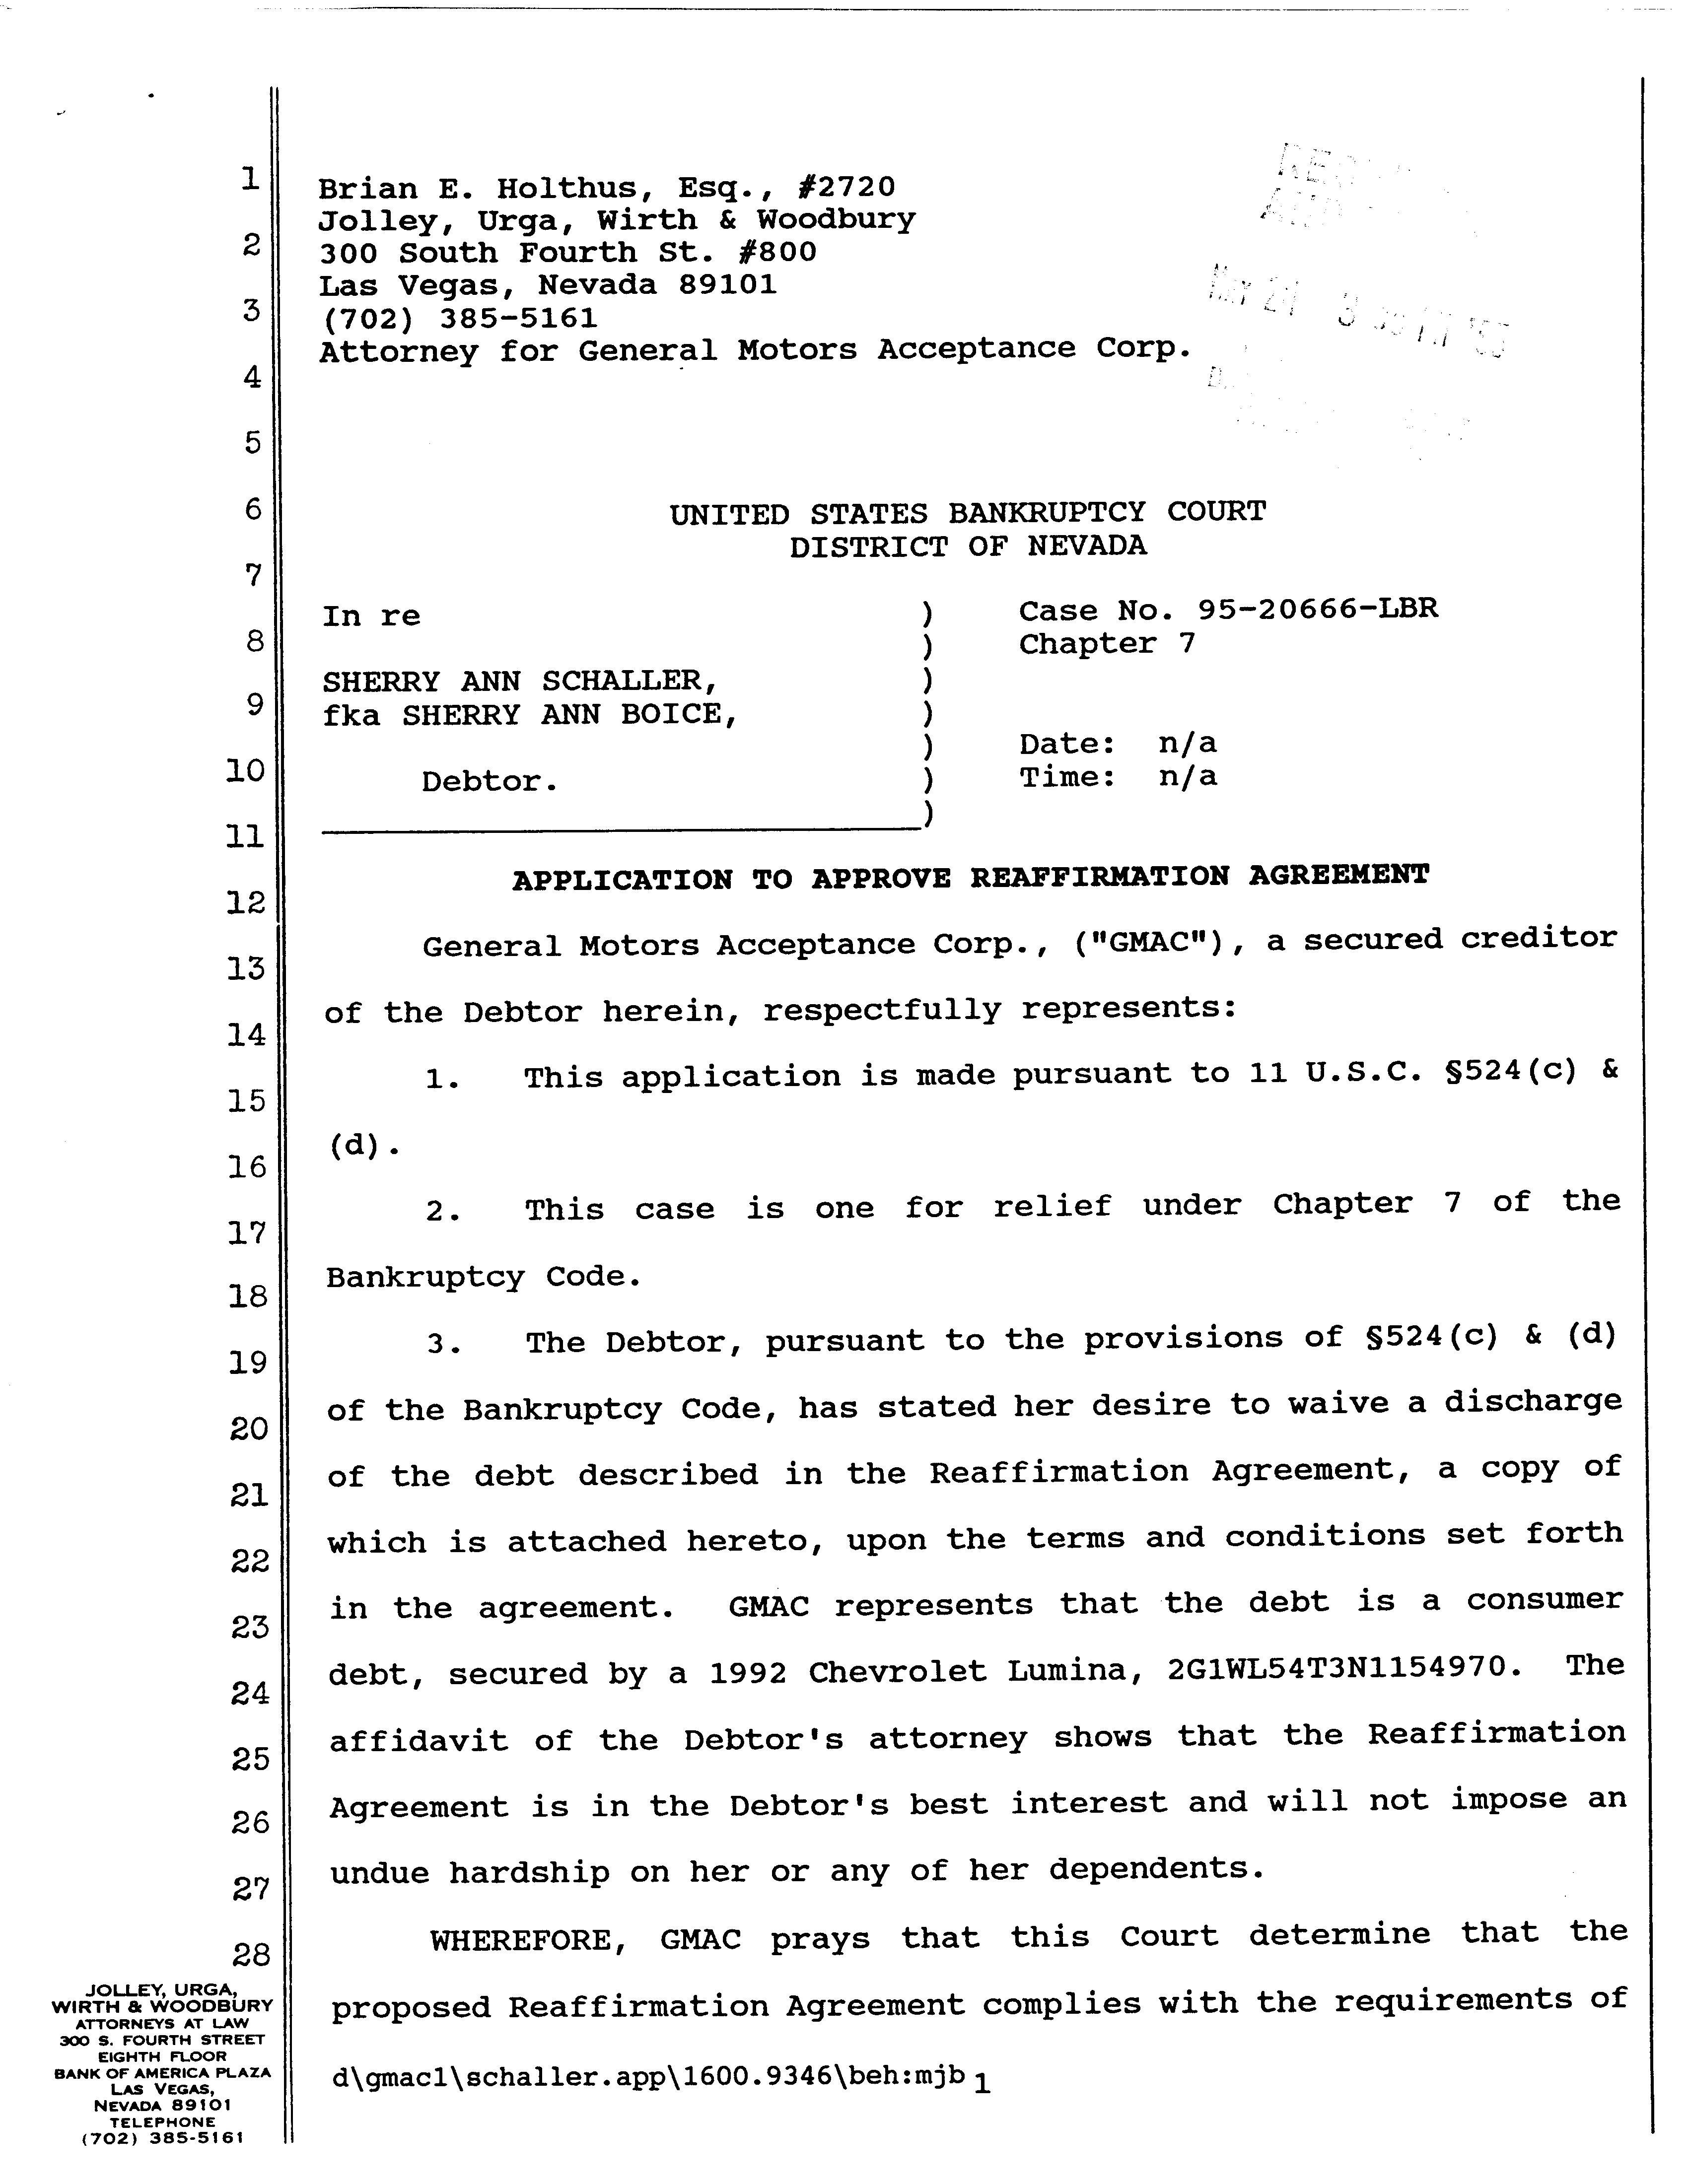 1
Brian E. Holthus, Esq., #2720
Jolley, Urga, Wirth & Woodbury
2
300 South Fourth St. #800
Las Vegas, Nevada 89101
3
(702) 385-5161
Attorney for General Motors Acceptance Corp.
4
5
6
UNITED STATES BANKRUPTCY COURT
DISTRICT OF NEVADA
7
In re ) Case No. 95-20666-LBR
8
) Chapter 7
SHERRY ANN SCHALLER, )
9
fka SHERRY ANN BOICE, )
) Date: n/a
10
Debtor. ) Time: n/a
)
11
APPLICATION TO APPROVE REAFFIRMATION AGREEMENT
12
General Motors Acceptance Corp., ("GMAC"), a secured creditor
13
of the Debtor herein, respectfully represents:
14
1. This application is made pursuant to 11 U.S.C. §524(c) &
15
(d).
16
2. This case is one for relief under Chapter 7 of the
17
Bankruptcy Code.
18
3. The Debtor, pursuant to the provisions of §524(c) & (d)
19
of the Bankruptcy Code, has stated her desire to waive a discharge
20
of the debt described in the Reaffirmation Agreement, a copy of
21
which is attached hereto, upon the terms and conditions set forth
22
in the agreement. GMAC represents that the debt is a consumer
23
debt, secured by a 1992 Chevrolet Lumina, 2G1WL54T3N1154970. The
24
affidavit of the Debtor's attorney shows that the Reaffirmation
25
Agreement is in the Debtor's best interest and will not impose an
26
undue hardship on her or any of her dependents.
27
WHEREFORE, GMAC prays that this Court determine that the
28
proposed Reaffirmation Agreement complies with the requirements of
d\gmac1\schaller.app\1600.9346\beh:mjb 1
JOLLEY, URGA,
WIRTH & WOODBURY
ATTORNEYS AT LAW
300 S. FOURTH STREET
EIGHTH FLOOR
BANK OF AMERICA PLAZA
LAS VEGAS,
NEVADA 89101
TELEPHONE
(702) 385-5161